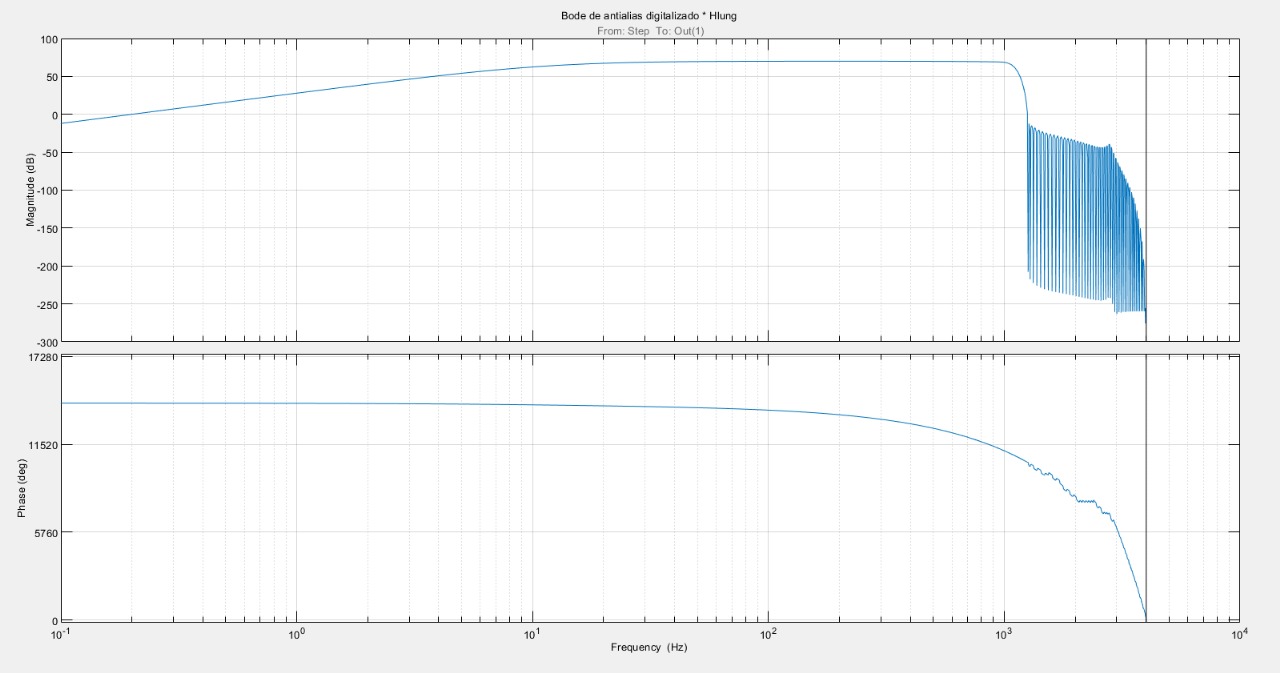 Bode de antialias digitalizado * Hlung
From: Step To: Out(1)
Magnitude (dB)
100
50
0
-50
-100
-150
-200
-250
-300
Phase (deg)
17280
11520
5760
0
10-1 100 101 102 103 104
Frequency (Hz)